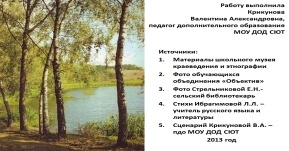 Работу выполнила
Крикунова
Валентина Александровна,
педагог дополнительного образования
МОУ ДОД СЮТ
Источники:
1. Материалы школьного музея
краеведения и этнографии
2. Фото обучающихся
объединения «Объектив»
3. Фото Стрельниковой Е.Н.-
сельский библиотекарь
4. Стихи Ибрагимовой Л.Л. –
учитель русского языка и
литературы
5. Сценарий Крикуновой В.А. –
пдо МОУ ДОД СЮТ
2013 год